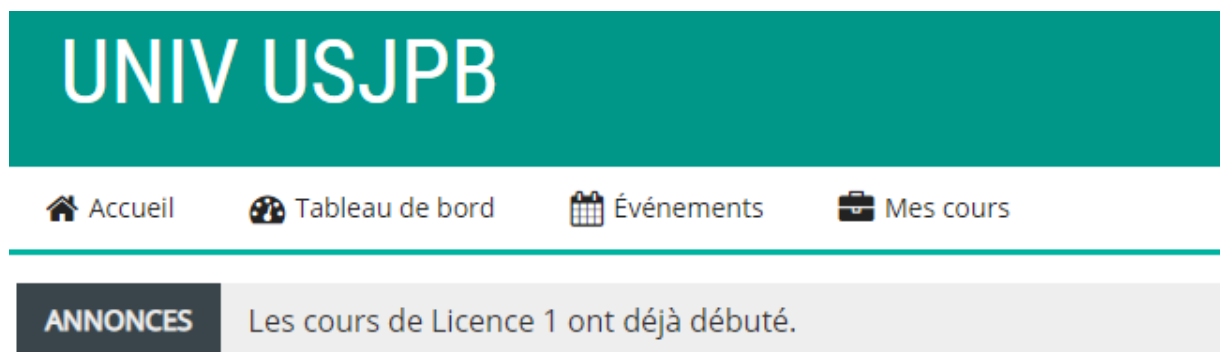 UNIV USJPB
Accueil Tableau de bord Événements Mes cours
ANNONCES Les cours de Licence 1 ont déjà débuté.